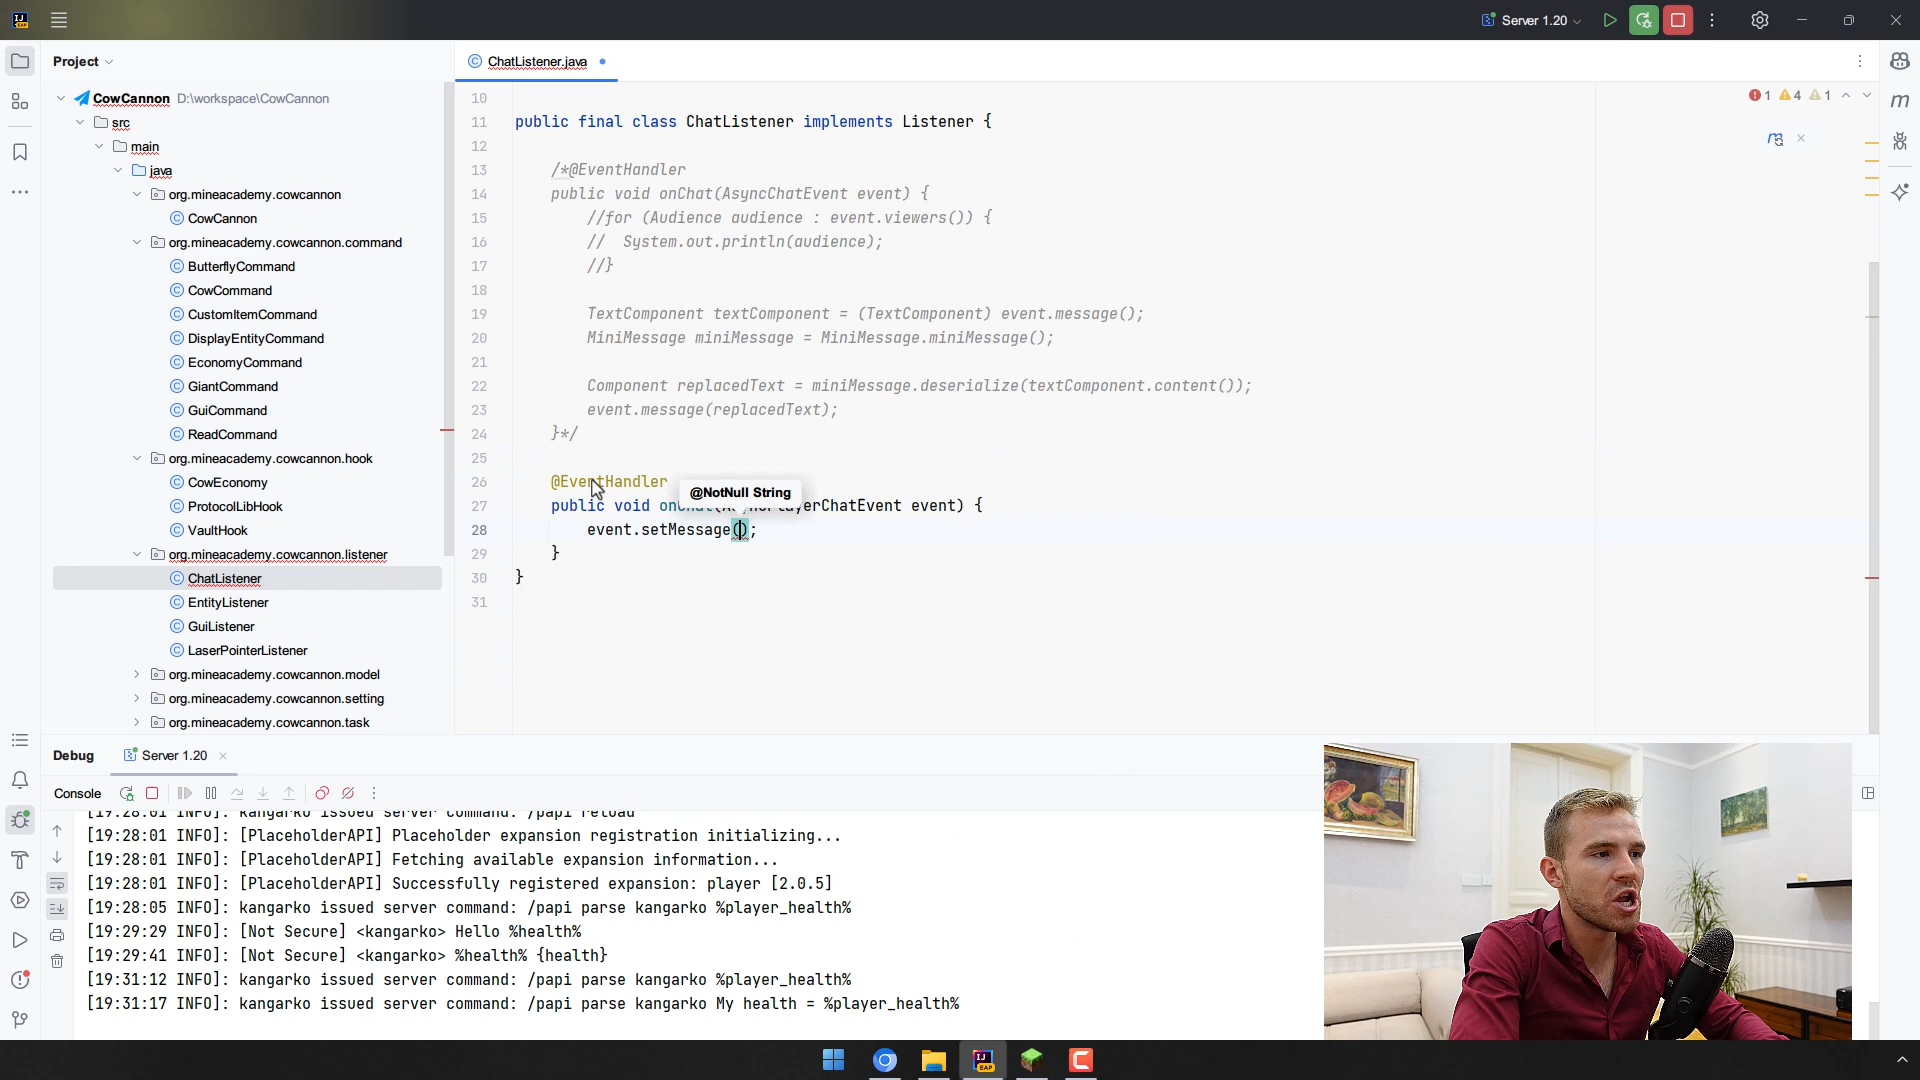 Server 1.20
Project
ChatListener.java
CowCannon D:\workspace\CowCannon
src
main
java
org.mineacademy.cowcannon
CowCannon
org.mineacademy.cowcannon.command
ButterflyCommand
CowCommand
CustomItemCommand
DisplayEntityCommand
EconomyCommand
GiantCommand
GuiCommand
ReadCommand
org.mineacademy.cowcannon.hook
CowEconomy
ProtocolLibHook
VaultHook
org.mineacademy.cowcannon.listener
ChatListener
EntityListener
GuiListener
LaserPointerListener
org.mineacademy.cowcannon.model
org.mineacademy.cowcannon.setting
org.mineacademy.cowcannon.task
1 4 1
10
11 public final class ChatListener implements Listener {
12
13 /*@EventHandler
14 public void onChat(AsyncChatEvent event) {
15 //for (Audience audience : event.viewers()) {
16 // System.out.println(audience);
17 //}
18
19 TextComponent textComponent = (TextComponent) event.message();
20 MiniMessage miniMessage = MiniMessage.miniMessage();
21
22 Component replacedText = miniMessage.deserialize(textComponent.content());
23 event.message(replacedText);
24 }*/
25
26 @EventHandler
@NotNull String
27 public void erChatEvent event) {
28 event.setMessage();
29 }
30 }
31
Debug Server 1.20
Console
[19:28:01 INFO]: kangarko issued server command: /papi reload
[19:28:01 INFO]: [PlaceholderAPI] Placeholder expansion registration initializing...
[19:28:01 INFO]: [PlaceholderAPI] Fetching available expansion information...
[19:28:01 INFO]: [PlaceholderAPI] Successfully registered expansion: player [2.0.5]
[19:28:05 INFO]: kangarko issued server command: /papi parse kangarko %player_health%
[19:29:29 INFO]: [Not Secure] <kangarko> Hello %health%
[19:29:41 INFO]: [Not Secure] <kangarko> %health% {health}
[19:31:12 INFO]: kangarko issued server command: /papi parse kangarko %player_health%
[19:31:17 INFO]: kangarko issued server command: /papi parse kangarko My health = %player_health%